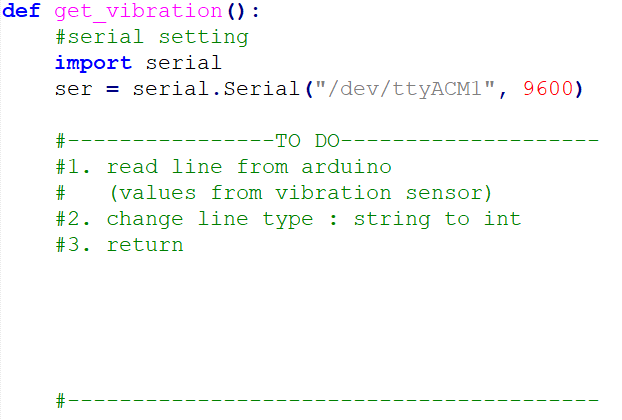 def get_vibration():
    #serial setting
    import serial
    ser = serial.Serial("/dev/ttyACM1", 9600)
    #----------------TO DO--------------------
    #1. read line from arduino
    #   (values from vibration sensor)
    #2. change line type : string to int
    #3. return
    #-----------------------------------------